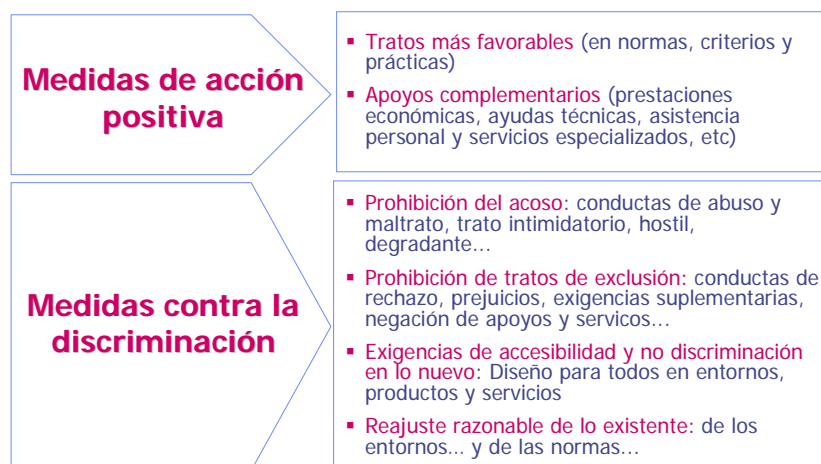 Medidas de acción
positiva
▪ Tratos más favorables (en normas, criterios y
prácticas)
▪ Apoyos complementarios (prestaciones
económicas, ayudas técnicas, asistencia
personal y servicios especializados, etc)
Medidas contra la
discriminación
▪ Prohibición del acoso: conductas de abuso y
maltrato, trato intimidatorio, hostil,
degradante...
▪ Prohibición de tratos de exclusión: conductas de
rechazo, prejuicios, exigencias suplementarias,
negación de apoyos y servicos...
▪ Exigencias de accesibilidad y no discriminación
en lo nuevo: Diseño para todos en entornos,
productos y servicios
▪ Reajuste razonable de lo existente: de los
entornos... y de las normas...